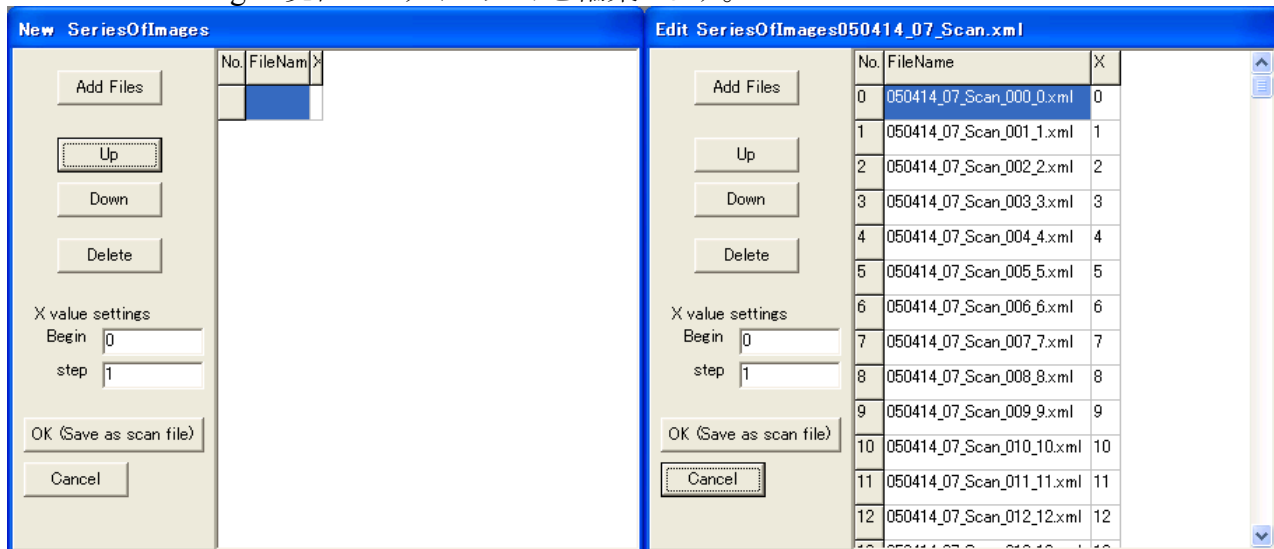 New SeriesOfImages
No. FileNam X
Add Files
Up
Down
Delete
X value settings
Begin 0
step 1
OK (Save as scan file)
Cancel
Edit SeriesOfImages050414_07_Scan.xml
No. FileName X
Add Files
Up
Down
Delete
X value settings
Begin 0
step 1
OK (Save as scan file)
Cancel
0 050414_07_Scan_000_0.xml 0
1 050414_07_Scan_001_1.xml 1
2 050414_07_Scan_002_2.xml 2
3 050414_07_Scan_003_3.xml 3
4 050414_07_Scan_004_4.xml 4
5 050414_07_Scan_005_5.xml 5
6 050414_07_Scan_006_6.xml 6
7 050414_07_Scan_007_7.xml 7
8 050414_07_Scan_008_8.xml 8
9 050414_07_Scan_009_9.xml 9
10 050414_07_Scan_010_10.xml 10
11 050414_07_Scan_011_11.xml 11
12 050414_07_Scan_012_12.xml 12